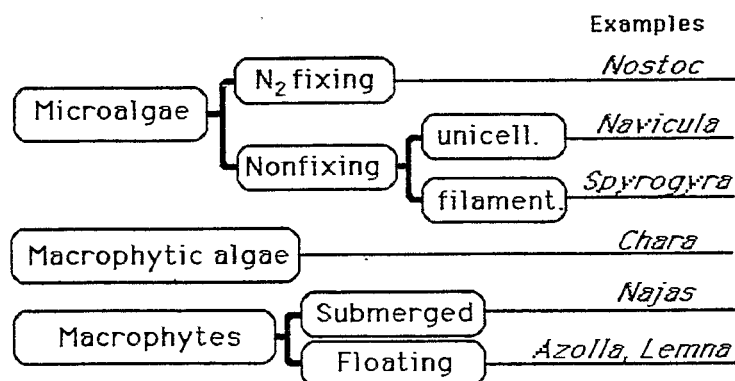 Examples
N2 fixing Nostoc
Microalgae
unicell. Navicula
Nonfixing
filament. Spyrogyra
Macrophytic algae Chara
Submerged Najas
Macrophytes
Floating Azolla, Lemna